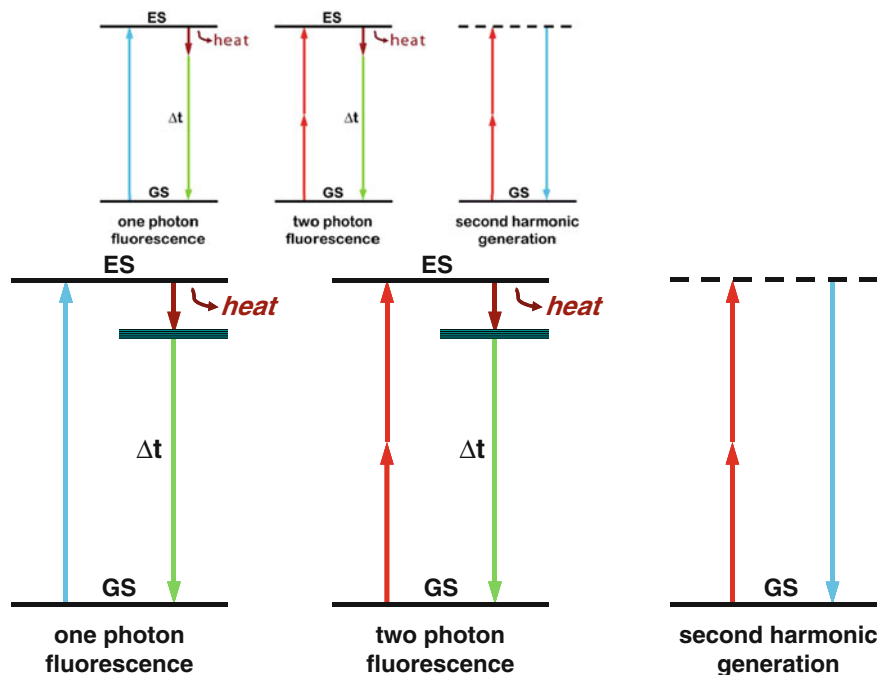 ES ES
heat heat
Δt Δt
GS GS GS
one photon two photon second harmonic
fluorescence fluorescence generation
ES ES
heat heat
Δt Δt
GS GS GS
one photon two photon second harmonic
fluorescence fluorescence generation